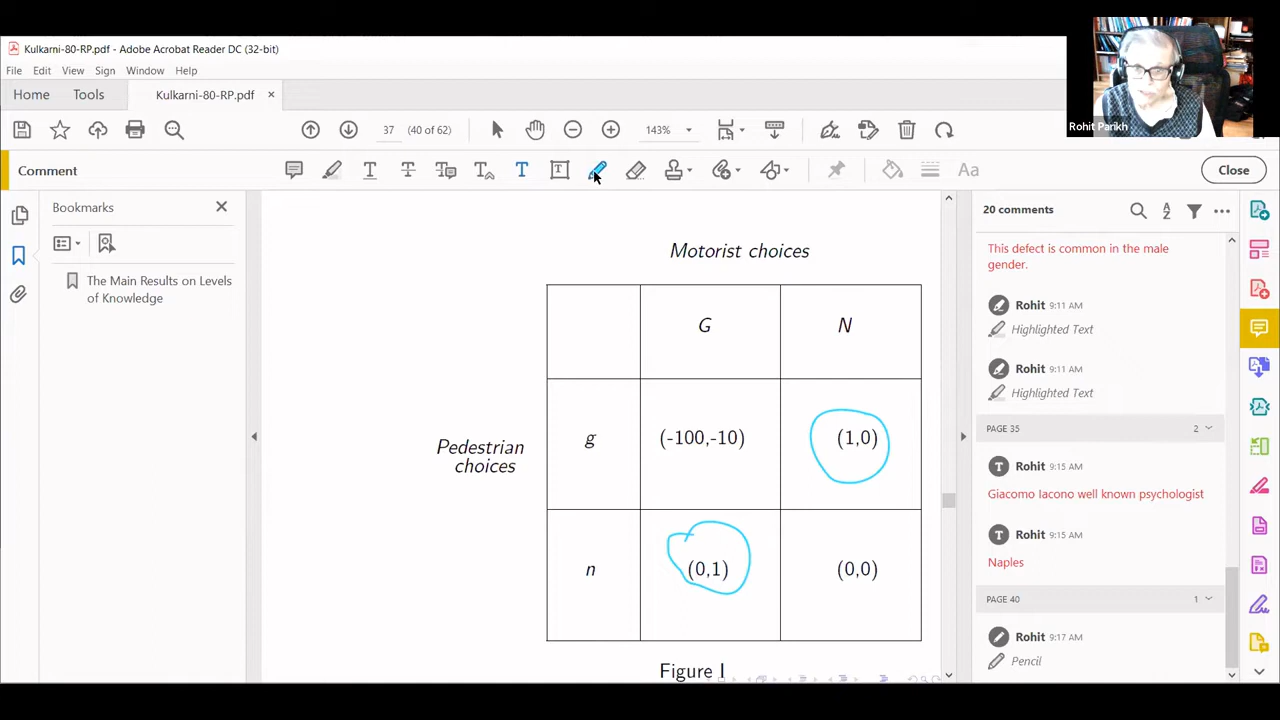 Kulkarni-80-RP.pdf - Adobe Acrobat Reader DC (32-bit)
File Edit View Sign Window Help
Home Tools Kulkarni-80-RP.pdf ×
37 (40 of 62) 143%
Comment Close
Rohit Parikh
Bookmarks
The Main Results on Levels
of Knowledge
Motorist choices
G N
Pedestrian
choices
g (-100,-10) (1,0)
n (0,1) (0,0)
Figure I
20 comments
This defect is common in the male
gender.
Rohit 9:11 AM
Highlighted Text
Rohit 9:11 AM
Highlighted Text
PAGE 35 2
Rohit 9:15 AM
Giacomo Iacono well known psychologist
Rohit 9:15 AM
Naples
PAGE 40 1
Rohit 9:17 AM
Pencil